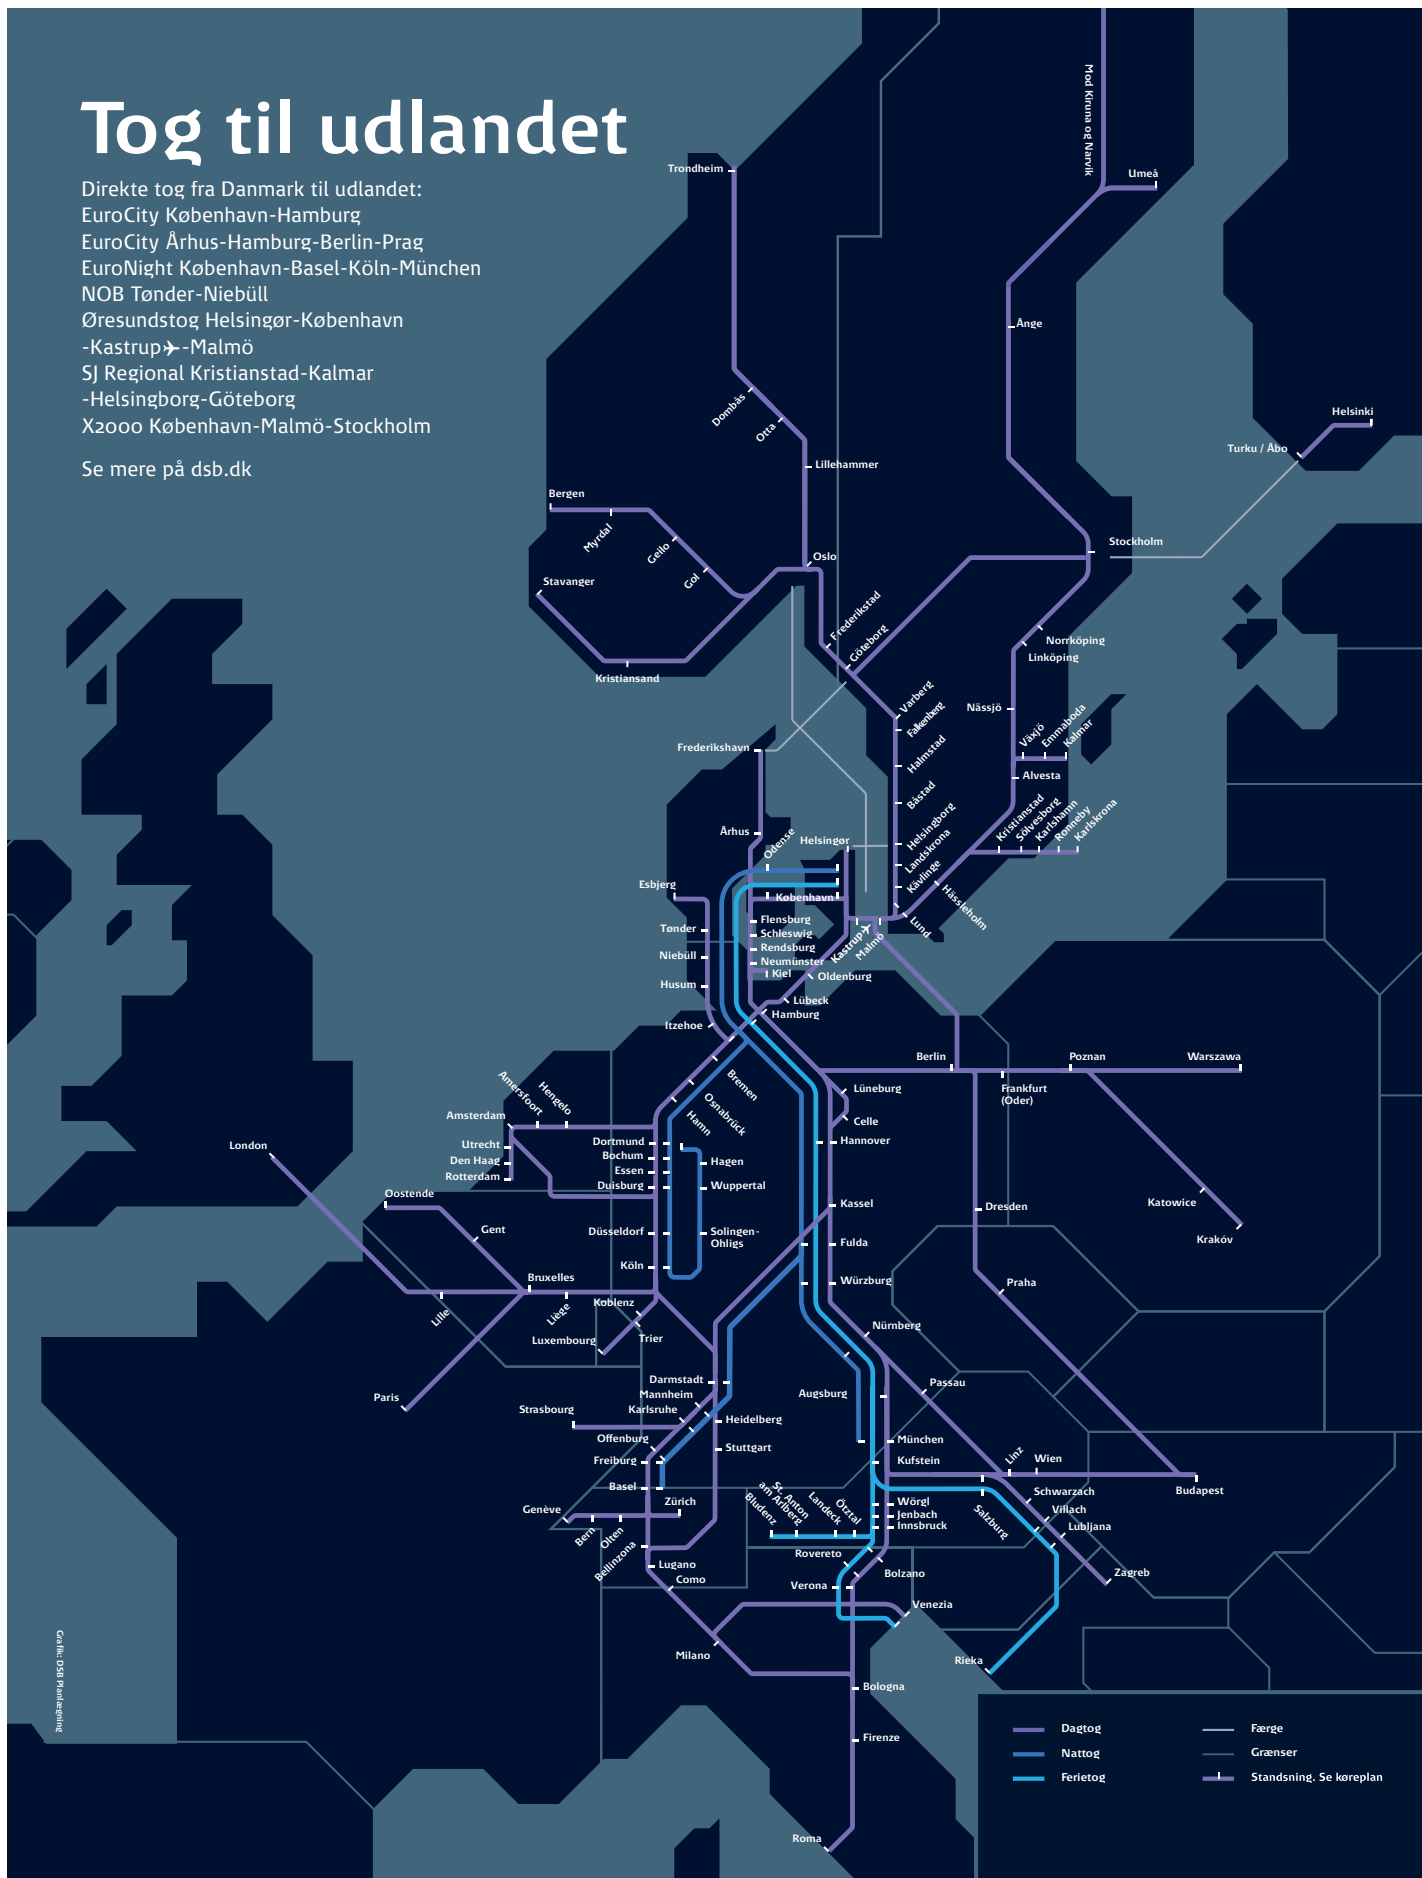 Tog til udlandet
Direkte tog fra Danmark til udlandet:
EuroCity København-Hamburg
EuroCity Århus-Hamburg-Berlin-Prag
EuroNight København-Basel-Köln-München
NOB Tønder-Niebüll
Øresundstog Helsingør-København
-Kastrup✈-Malmö
SJ Regional Kristianstad-Kalmar
-Helsingborg-Göteborg
X2000 København-Malmö-Stockholm
Se mere på dsb.dk
Mod Kiruna og Narvik
Trondheim
Umeå
Ånge
Dombås
Otta
Helsinki
Turku / Åbo
Lillehammer
Bergen
Myrdal
Geilo
Gol
Oslo
Stockholm
Stavanger
Kristiansand
Frederikstad
Göteborg
Norrköping
Linköping
Varberg
Falkenberg
Nässjö
Växjö
Emmaboda
Kalmar
Frederikshavn
Halmstad
Alvesta
Båstad
Århus
Odense
Helsingør
Helsingborg
Landskrona
Kävlinge
Kristianstad
Sölvesborg
Karlshamn
Ronneby
Karlskrona
Esbjerg
København
Hässleholm
Lund
Tønder
Flensburg
Schleswig
Rendsburg
Neumünster
Kiel
Kastrup✈
Malmö
Niebüll
Husum
Oldenburg
Lübeck
Hamburg
Itzehoe
Berlin
Poznan
Warszawa
Frankfurt
(Oder)
Bremen
Osnabrück
Hamn
Lüneburg
Celle
Hannover
Amersfoort
Hengelo
Amsterdam
Utrecht
Den Haag
Rotterdam
London
Dortmund
Bochum
Essen
Duisburg
Hagen
Wuppertal
Düsseldorf
Solingen-
Ohligs
Köln
Oostende
Gent
Kassel
Dresden
Katowice
Krakóv
Fulda
Würzburg
Praha
Bruxelles
Lille
Liège
Koblenz
Trier
Luxembourg
Nürnberg
Paris
Darmstadt
Mannheim
Karlsruhe
Strasbourg
Offenburg
Heidelberg
Augsburg
Passau
Stuttgart
München
Freiburg
Kufstein
Linz
Wien
Basel
Budapest
Genève
Zürich
Bern
Olten
Bludenz
St. Anton
am Arlberg
Landeck
Ötztal
Wörgl
Jenbach
Innsbruck
Salzburg
Schwarzach
Villach
Lubljana
Zagreb
Bellinzona
Lugano
Como
Rovereto
Bolzano
Verona
Venezia
Milano
Rieka
Bologna
Firenze
Roma
Grafik: DSB Planlægning
Dagtog
Nattog
Ferietog
Færge
Grænser
Standsning. Se køreplan